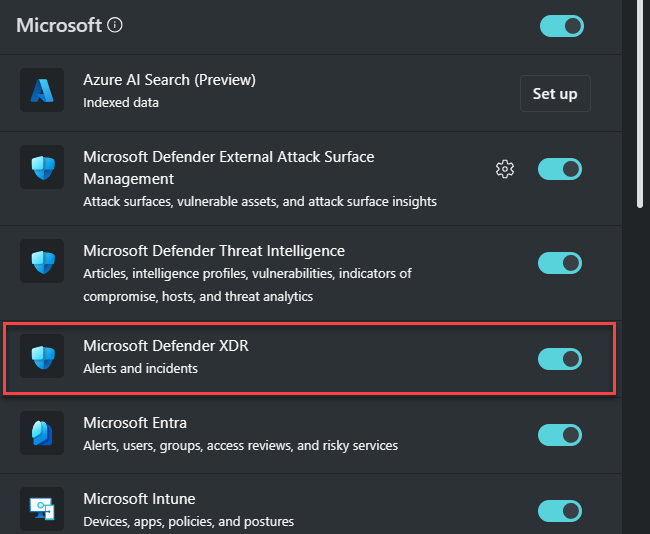 Microsoft
Azure AI Search (Preview)
Indexed data
Set up
Microsoft Defender External Attack Surface
Management
Attack surfaces, vulnerable assets, and attack surface insights
Microsoft Defender Threat Intelligence
Articles, intelligence profiles, vulnerabilities, indicators of
compromise, hosts, and threat analytics
Microsoft Defender XDR
Alerts and incidents
Microsoft Entra
Alerts, users, groups, access reviews, and risky services
Microsoft Intune
Devices, apps, policies, and postures